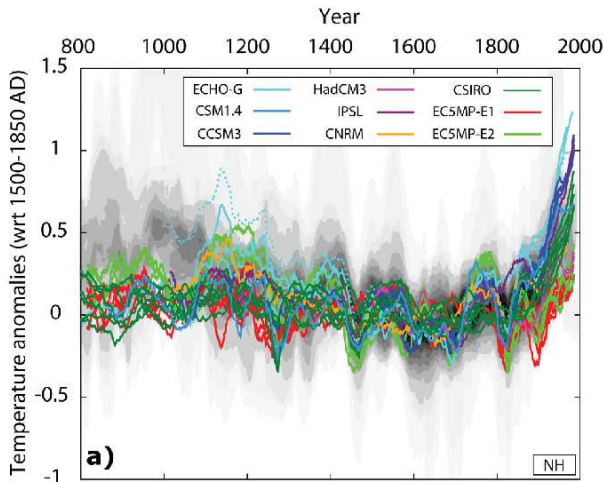 Year
800 1000 1200 1400 1600 1800 2000
Temperature anomalies (wrt 1500-1850 AD)
1.5
1
0.5
0
-0.5
-1
ECHO-G HadCM3 CSIRO
CSM1.4 IPSL EC5MP-E1
CCSM3 CNRM EC5MP-E2
a)
NH